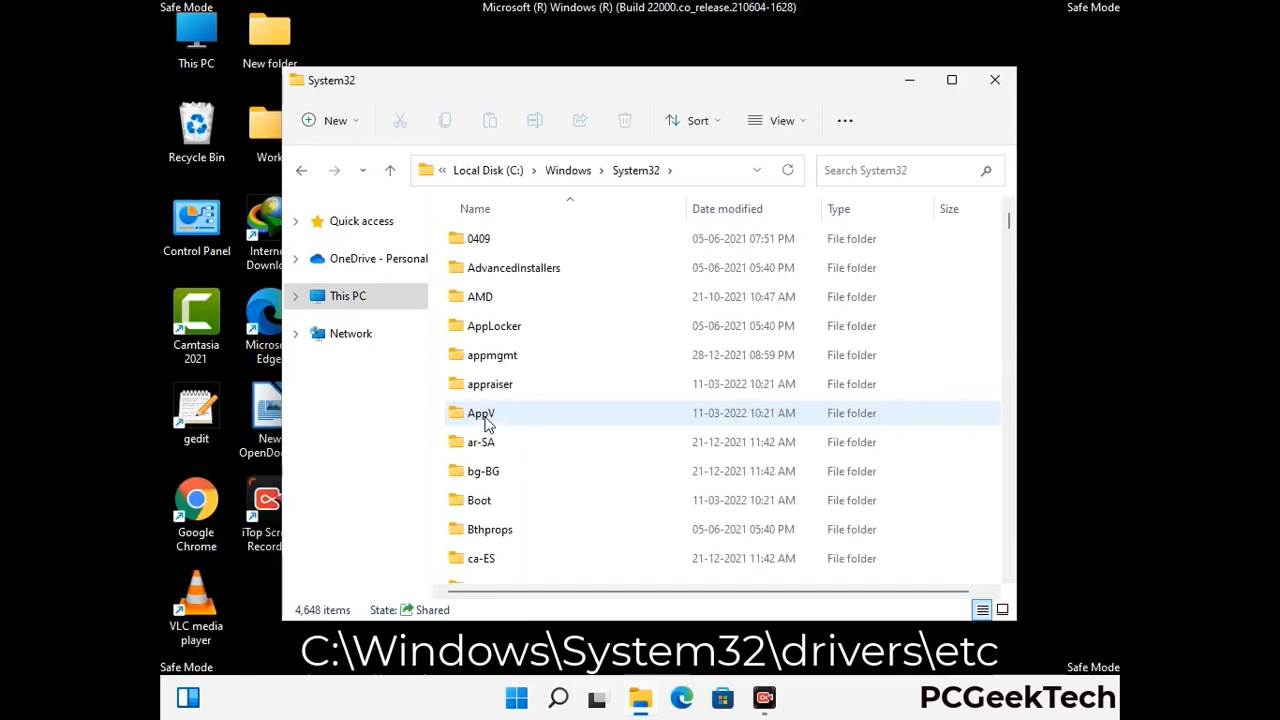 Safe Mode
Microsoft (R) Windows (R) (Build 22000.co_release.210604-1628)
Safe Mode
This PC
New folder
System32
New
Sort
View
Recycle Bin
Work
Local Disk (C:)
Windows
System32
Search System32
Name
Date modified
Type
Size
Quick access
Control Panel
Interne
Downlo
0409 05-06-2021 07:51 PM File folder
OneDrive - Personal
AdvancedInstallers 05-06-2021 05:40 PM File folder
This PC
AMD 21-10-2021 10:47 AM File folder
Network
AppLocker 05-06-2021 05:40 PM File folder
Camtasia
2021
Micros
Edge
appmgmt 28-12-2021 08:59 PM File folder
appraiser 11-03-2022 10:21 AM File folder
AppV 11-03-2022 10:21 AM File folder
gedit
New
OpenDo
ar-SA 21-12-2021 11:42 AM File folder
bg-BG 21-12-2021 11:42 AM File folder
Boot 11-03-2022 10:21 AM File folder
Google
Chrome
iTop Scr
Record
Bthprops 05-06-2021 05:40 PM File folder
ca-ES 21-12-2021 11:42 AM File folder
VLC media
player
4,648 items
State:
Shared
C:\Windows\System32\drivers\etc
Safe Mode
Safe Mode
PCGeekTech